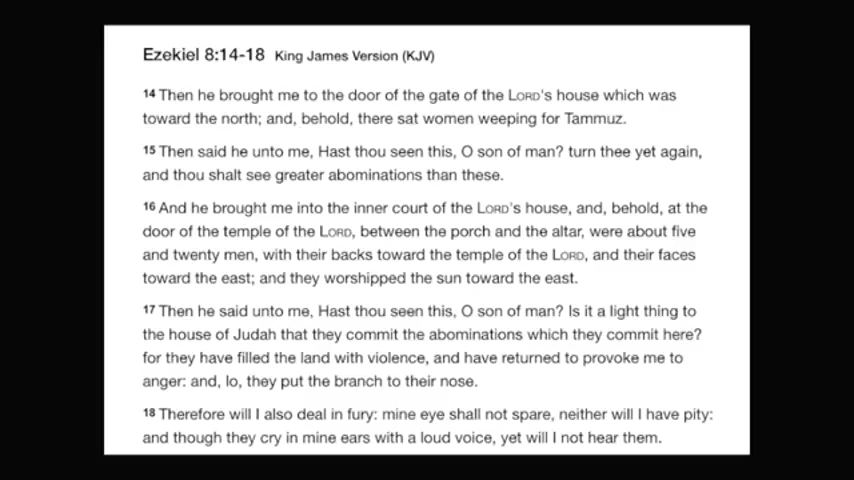 Ezekiel 8:14-18 King James Version (KJV)
14 Then he brought me to the door of the gate of the LORD's house which was
toward the north; and, behold, there sat women weeping for Tammuz.
15 Then said he unto me, Hast thou seen this, O son of man? turn thee yet again,
and thou shalt see greater abominations than these.
16 And he brought me into the inner court of the LORD's house, and, behold, at the
door of the temple of the LORD, between the porch and the altar, were about five
and twenty men, with their backs toward the temple of the LORD, and their faces
toward the east; and they worshipped the sun toward the east.
17 Then he said unto me, Hast thou seen this, O son of man? Is it a light thing to
the house of Judah that they commit the abominations which they commit here?
for they have filled the land with violence, and have returned to provoke me to
anger: and, lo, they put the branch to their nose.
18 Therefore will I also deal in fury: mine eye shall not spare, neither will I have pity:
and though they cry in mine ears with a loud voice, yet will I not hear them.